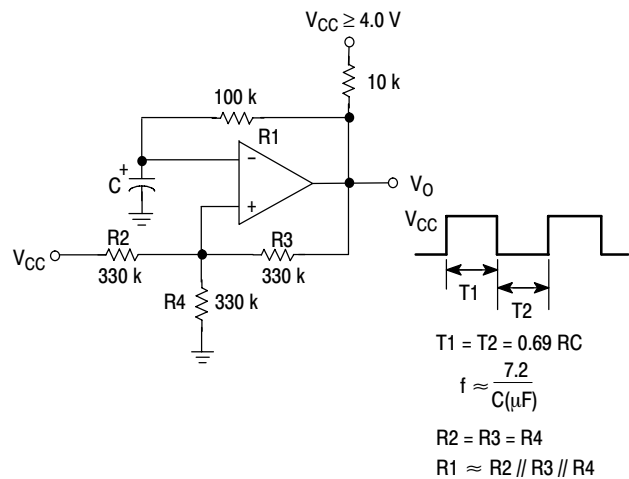 V_CC ≥ 4.0 V
10 k
100 k
R1
+
C
−
+
V_O
V_CC
R2
330 k
R3
330 k
R4
330 k
V_CC
T1
T2
T1 = T2 = 0.69 RC
f ≈ 7.2 / C(µF)
R2 = R3 = R4
R1 ≈ R2 // R3 // R4